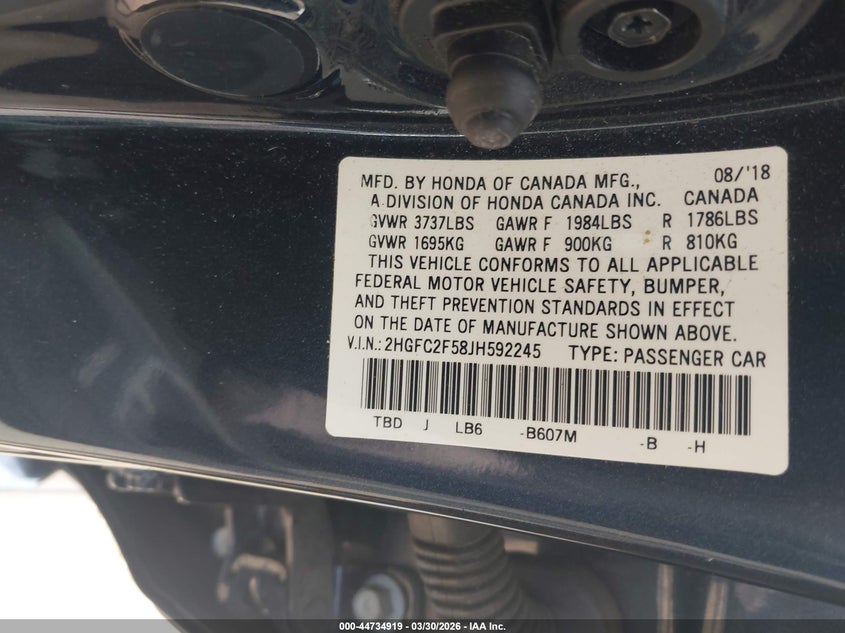 MFD. BY HONDA OF CANADA MFG., 08/'18
A DIVISION OF HONDA CANADA INC. CANADA
GVWR 3737LBS GAWR F 1984LBS R 1786LBS
GVWR 1695KG GAWR F 900KG R 810KG
THIS VEHICLE CONFORMS TO ALL APPLICABLE
FEDERAL MOTOR VEHICLE SAFETY, BUMPER,
AND THEFT PREVENTION STANDARDS IN EFFECT
ON THE DATE OF MANUFACTURE SHOWN ABOVE.
V.I.N.: 2HGFC2F58JH592245 TYPE: PASSENGER CAR
TBD J LB6 -B607M -B -H
000-44734919 // 03/30/2026 - IAA Inc.